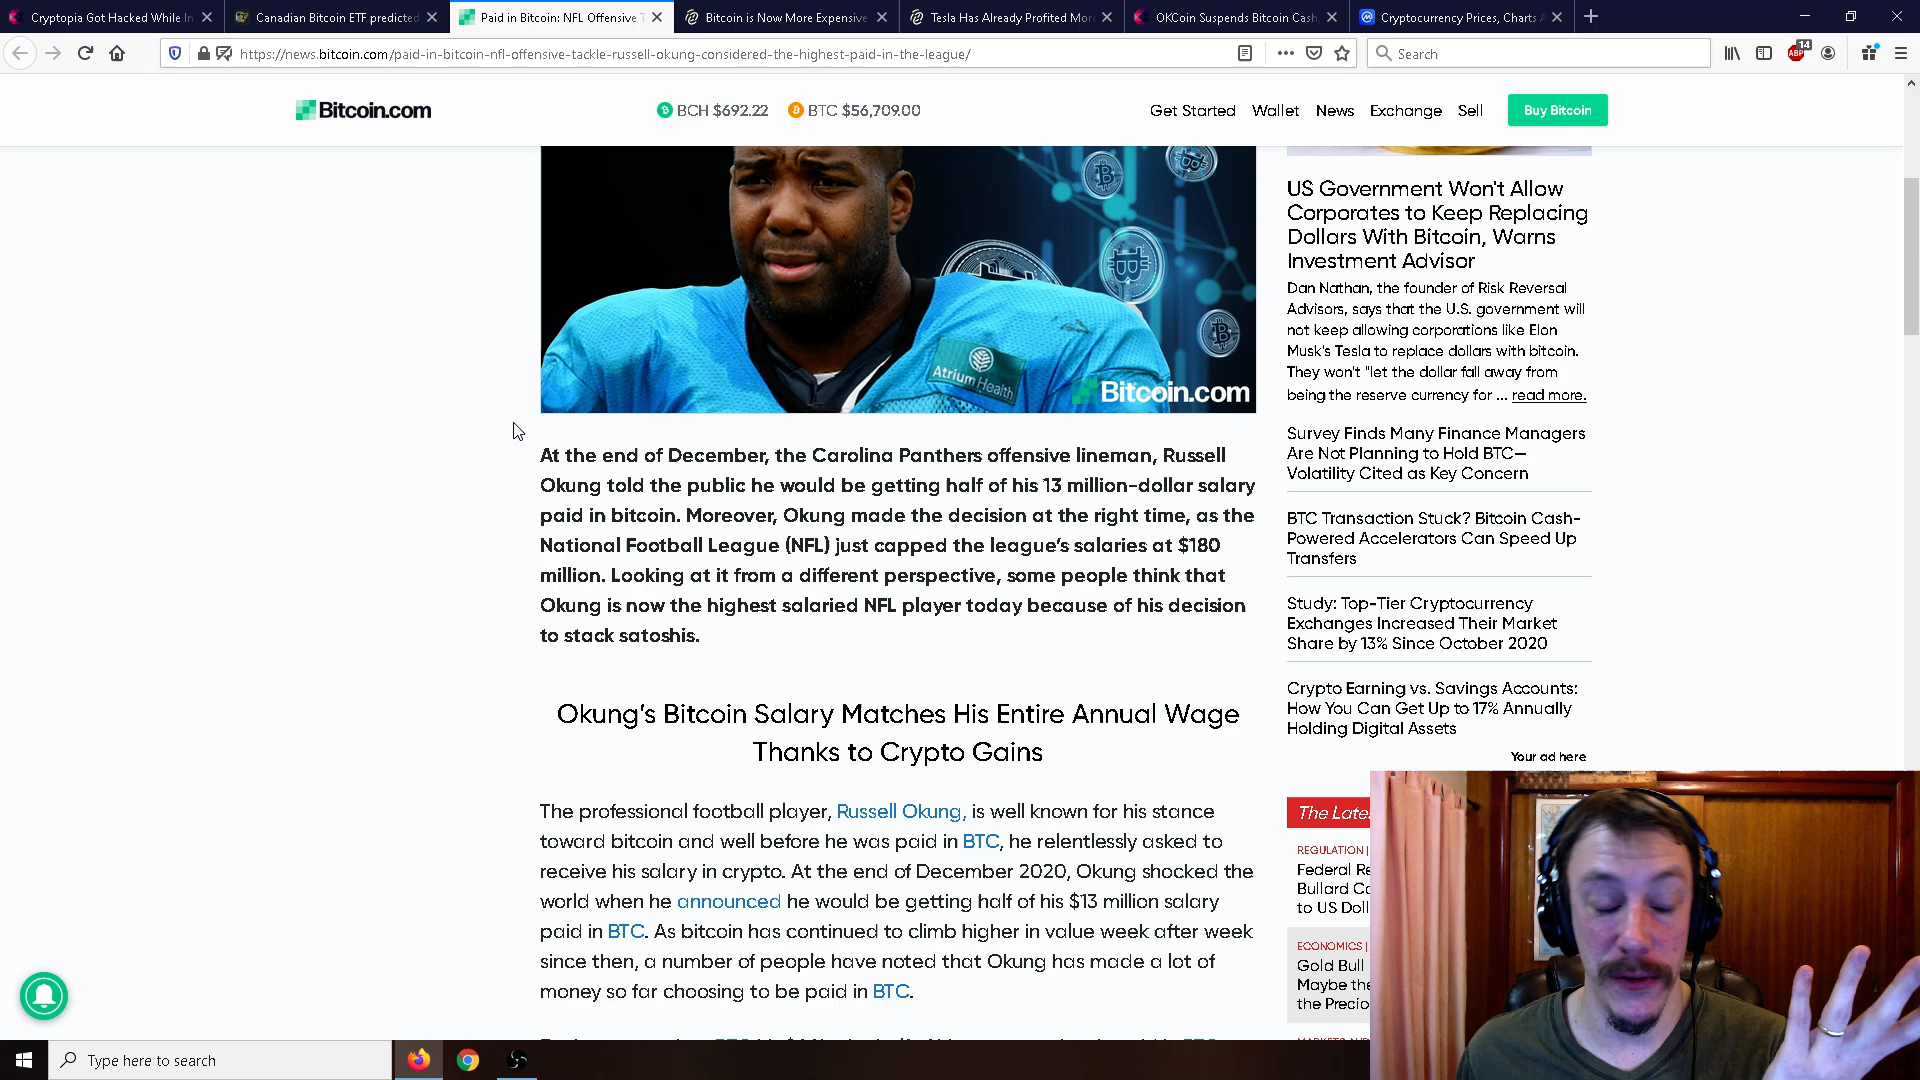 Cryptopia Got Hacked While In
Canadian Bitcoin ETF predicted
Paid in Bitcoin: NFL Offensive T
Bitcoin is Now More Expensive
Tesla Has Already Profited Mor
OKCoin Suspends Bitcoin Cash,
Cryptocurrency Prices, Charts A
https://news.bitcoin.com/paid-in-bitcoin-nfl-offensive-tackle-russell-okung-considered-the-highest-paid-in-the-league/
Search
ABP
14
Bitcoin.com
BCH $692.22
BTC $56,709.00
Get Started
Wallet
News
Exchange
Sell
Buy Bitcoin
Atrium Health
Bitcoin.com
At the end of December, the Carolina Panthers offensive lineman, Russell
Okung told the public he would be getting half of his 13 million-dollar salary
paid in bitcoin. Moreover, Okung made the decision at the right time, as the
National Football League (NFL) just capped the league's salaries at $180
million. Looking at it from a different perspective, some people think that
Okung is now the highest salaried NFL player today because of his decision
to stack satoshis.
Okung's Bitcoin Salary Matches His Entire Annual Wage
Thanks to Crypto Gains
The professional football player, Russell Okung, is well known for his stance
toward bitcoin and well before he was paid in BTC, he relentlessly asked to
receive his salary in crypto. At the end of December 2020, Okung shocked the
world when he announced he would be getting half of his $13 million salary
paid in BTC. As bitcoin has continued to climb higher in value week after week
since then, a number of people have noted that Okung has made a lot of
money so far choosing to be paid in BTC.
US Government Won't Allow
Corporates to Keep Replacing
Dollars With Bitcoin, Warns
Investment Advisor
Dan Nathan, the founder of Risk Reversal
Advisors, says that the U.S. government will
not keep allowing corporations like Elon
Musk's Tesla to replace dollars with bitcoin.
They won't "let the dollar fall away from
being the reserve currency for ... read more.
Survey Finds Many Finance Managers
Are Not Planning to Hold BTC—
Volatility Cited as Key Concern
BTC Transaction Stuck? Bitcoin Cash-
Powered Accelerators Can Speed Up
Transfers
Study: Top-Tier Cryptocurrency
Exchanges Increased Their Market
Share by 13% Since October 2020
Crypto Earning vs. Savings Accounts:
How You Can Get Up to 17% Annually
Holding Digital Assets
Your ad here
The Lates
REGULATION |
Federal Re
Bullard Co
to US Doll
ECONOMICS |
Gold Bull
Maybe the
the Precio
Type here to search